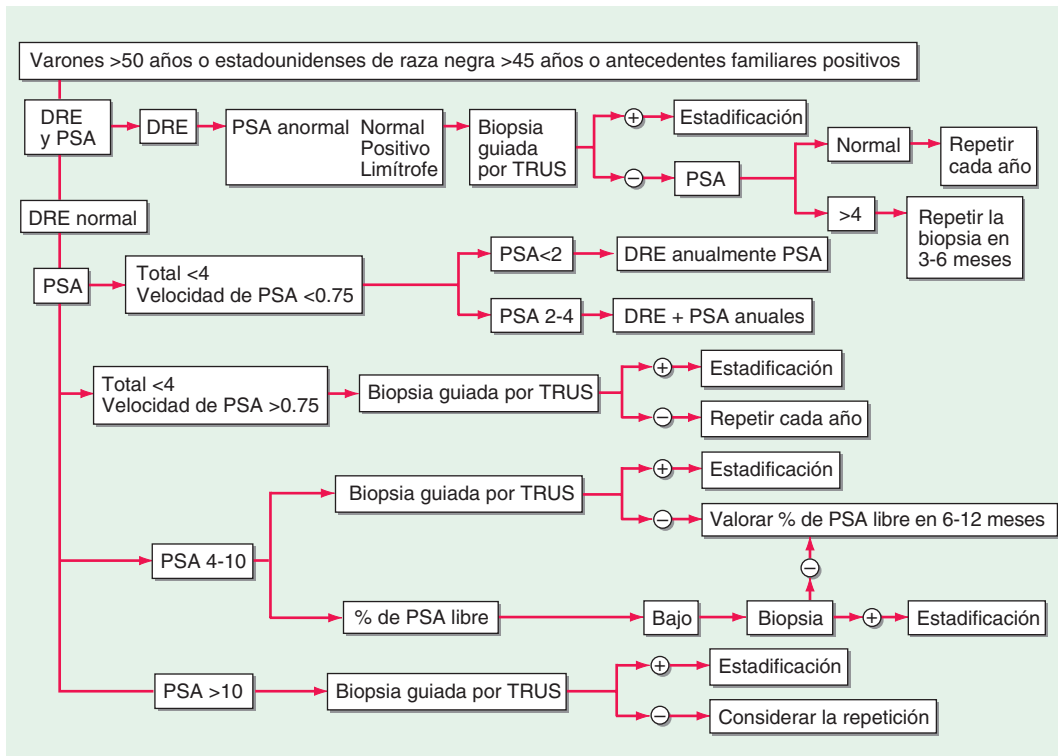 Varones >50 años o estadounidenses de raza negra >45 años o antecedentes familiares positivos
DRE
y PSA
DRE
PSA anormal Normal
Positivo
Limítrofe
Biopsia
guiada
por TRUS
+
Estadificación
−
PSA
Normal
Repetir
cada año
>4
Repetir la
biopsia en
3-6 meses
DRE normal
PSA
Total <4
Velocidad de PSA <0.75
PSA<2
DRE anualmente PSA
PSA 2-4
DRE + PSA anuales
Total <4
Velocidad de PSA >0.75
Biopsia guiada por TRUS
+
Estadificación
−
Repetir cada año
PSA 4-10
Biopsia guiada por TRUS
+
Estadificación
−
Valorar % de PSA libre en 6-12 meses
−
% de PSA libre
Bajo
Biopsia
+
Estadificación
PSA >10
Biopsia guiada por TRUS
+
Estadificación
−
Considerar la repetición